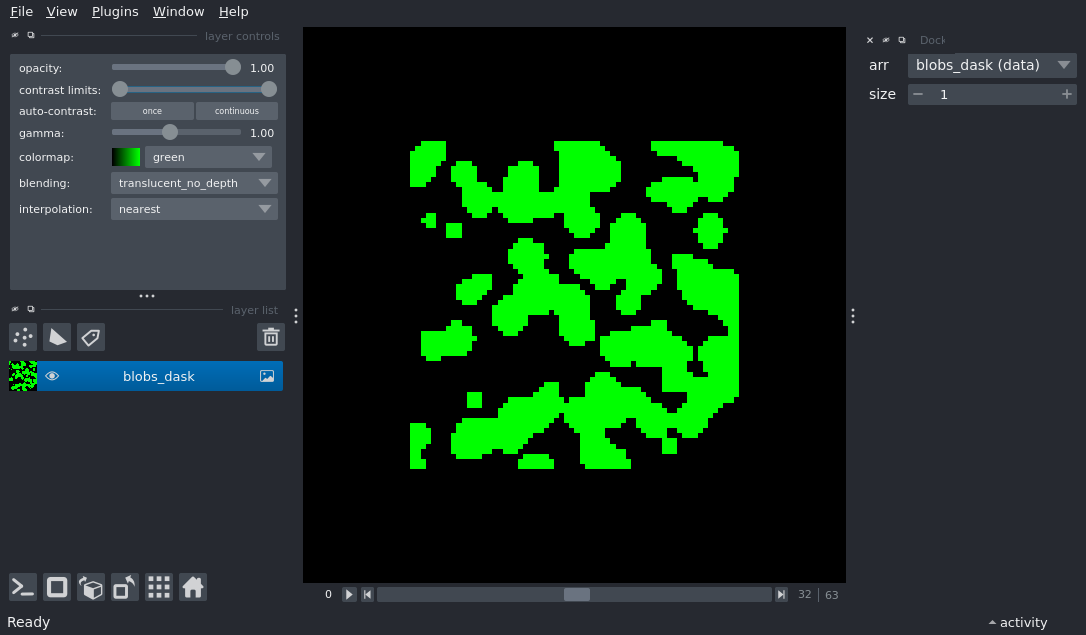 File View Plugins Window Help
layer controls
opacity: 1.00
contrast limits:
auto-contrast: once continuous
gamma: 1.00
colormap: green
blending: translucent_no_depth
interpolation: nearest
layer list
blobs_dask
0 32 63
Dock
arr blobs_dask (data)
size 1
Ready
activity